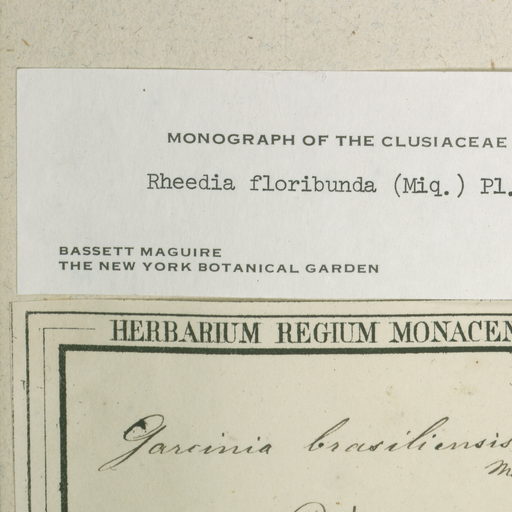 MONOGRAPH OF THE CLUSIACEAE
Rheedia floribunda (Miq.) Pl.
BASSETT MAGUIRE
THE NEW YORK BOTANICAL GARDEN
HERBARIUM REGIUM MONACEN
Garcinia brasiliensis